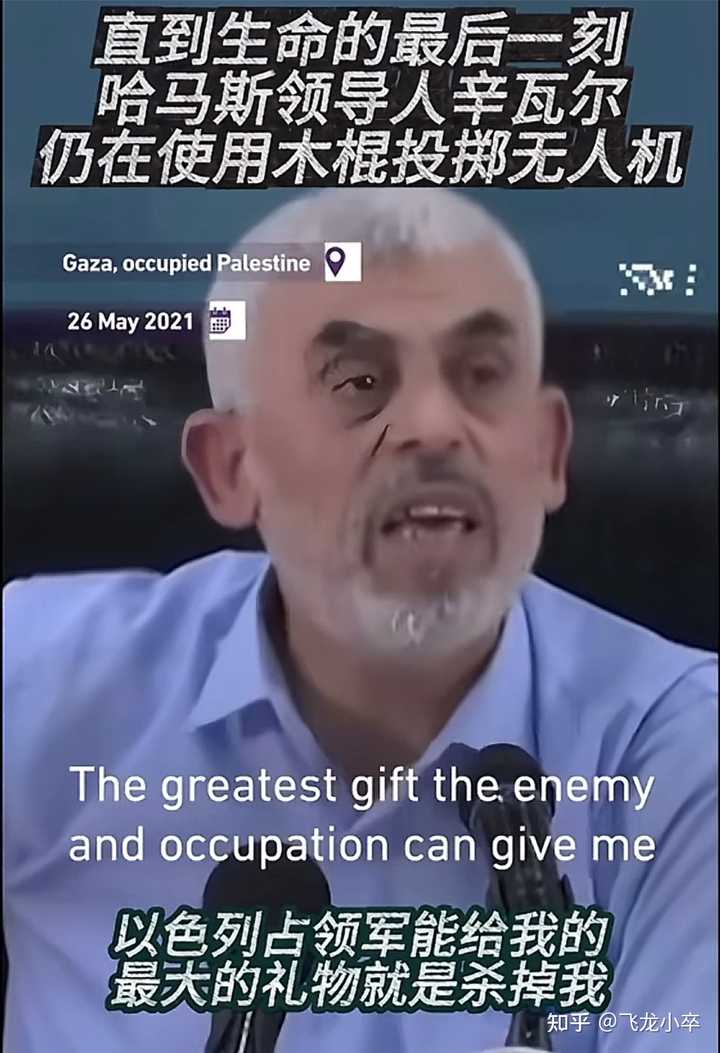 直到生命的最后一刻
哈马斯领导人辛瓦尔
仍在使用木棍投掷无人机
Gaza, occupied Palestine
26 May 2021
The greatest gift the enemy
and occupation can give me
以色列占领军能给我的
最大的礼物就是杀掉我
知乎 @飞龙小卒